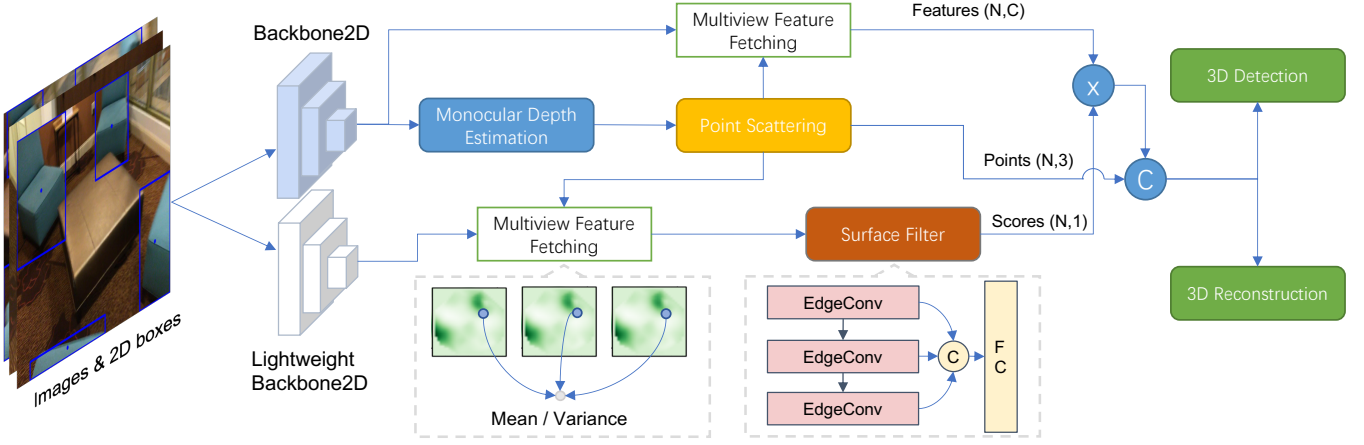 Backbone2D
Multiview Feature
Fetching
Features (N,C)
X
3D Detection
Monocular Depth
Estimation
Point Scattering
Points (N,3)
C
Multiview Feature
Fetching
Surface Filter
Scores (N,1)
3D Reconstruction
Images & 2D boxes
Lightweight
Backbone2D
Mean / Variance
EdgeConv
EdgeConv
EdgeConv
C
F
C